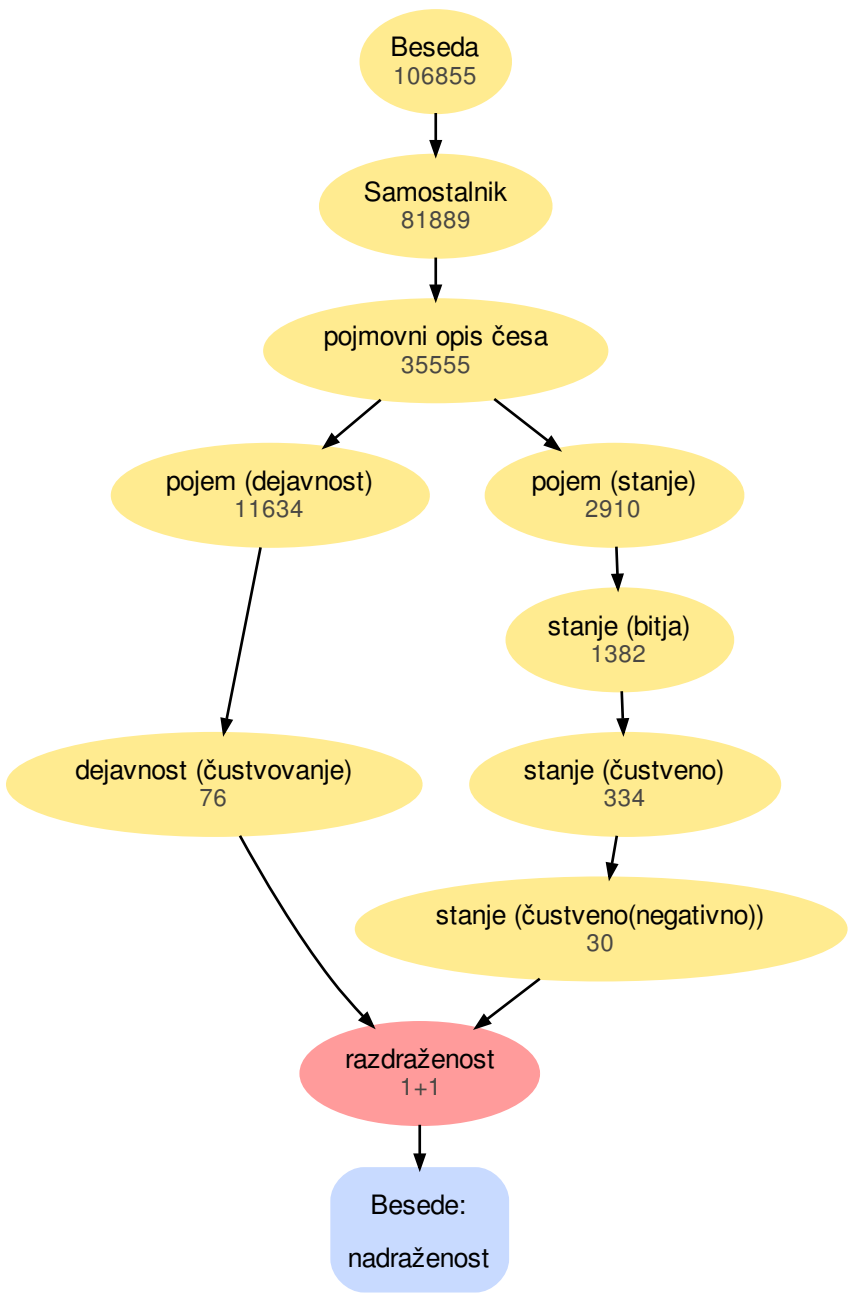 Beseda
106855
Samostalnik
81889
pojmovni opis česa
35555
pojem (dejavnost)
11634
pojem (stanje)
2910
stanje (bitja)
1382
dejavnost (čustvovanje)
76
stanje (čustveno)
334
stanje (čustveno(negativno))
30
razdraženost
1+1
Besede:
nadraženost